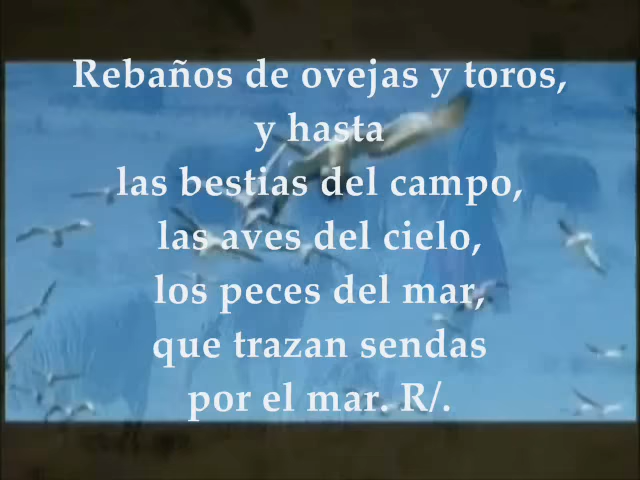 Rebaños de ovejas y toros,
y hasta
las bestias del campo,
las aves del cielo,
los peces del mar,
que trazan sendas
por el mar. R/.